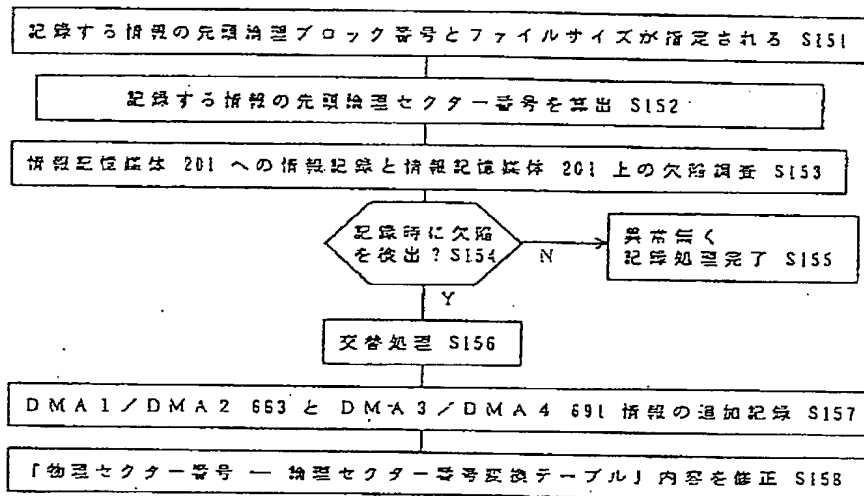 記録する情報の先頭論理ブロック番号とファイルサイズが指定される S151
記録する情報の先頭論理セクター番号を算出 S152
情報記憶媒体 201 への情報記録と情報記憶媒体 201 上の欠陥調査 S153
記録時に欠陥
を検出?S154
N
異常無く
記録処理完了 S155
Y
交替処理 S156
DMA1/DMA2 663 と DMA3/DMA4 691 情報の追加記録 S157
「物理セクター番号 — 論理セクター番号変換テーブル」内容を修正 S158